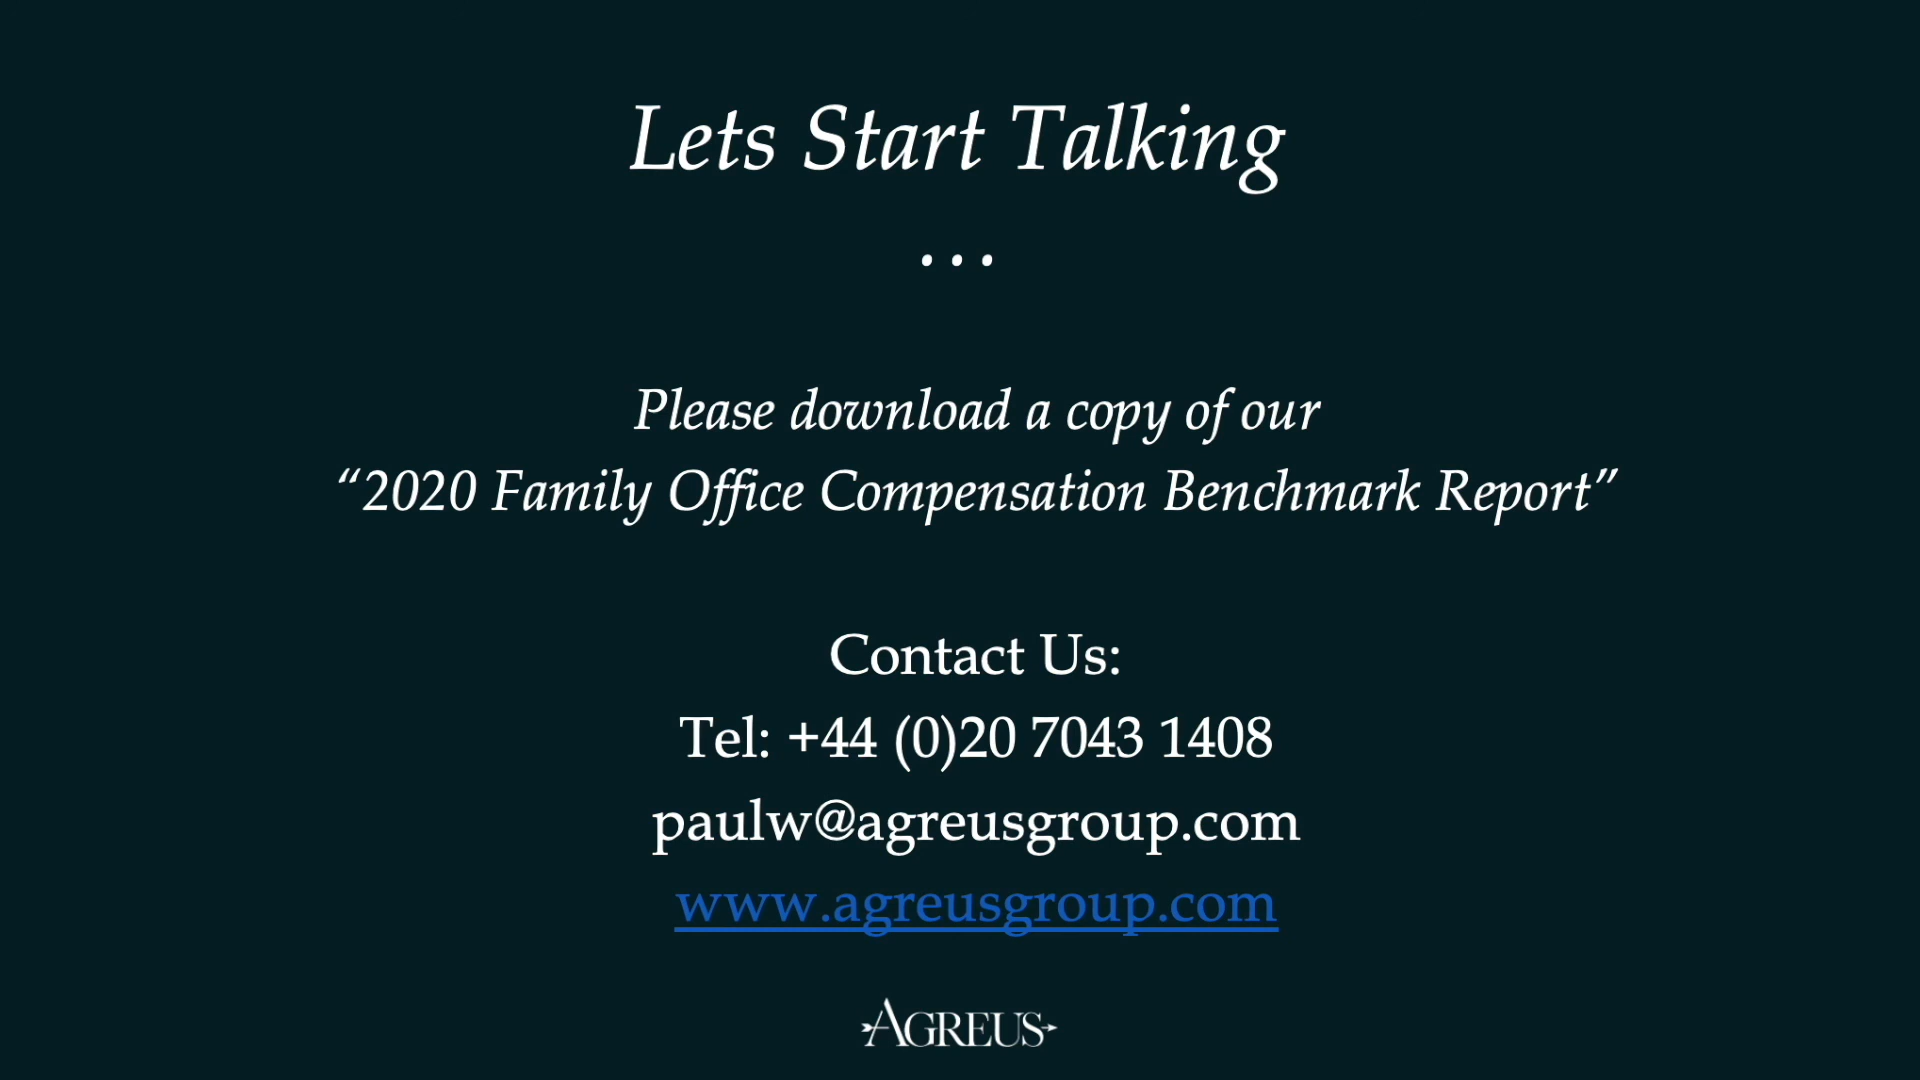 Lets Start Talking
...
Please download a copy of our
“2020 Family Office Compensation Benchmark Report”
Contact Us:
Tel: +44 (0)20 7043 1408
paulw@agreusgroup.com
www.agreusgroup.com
AGREUS